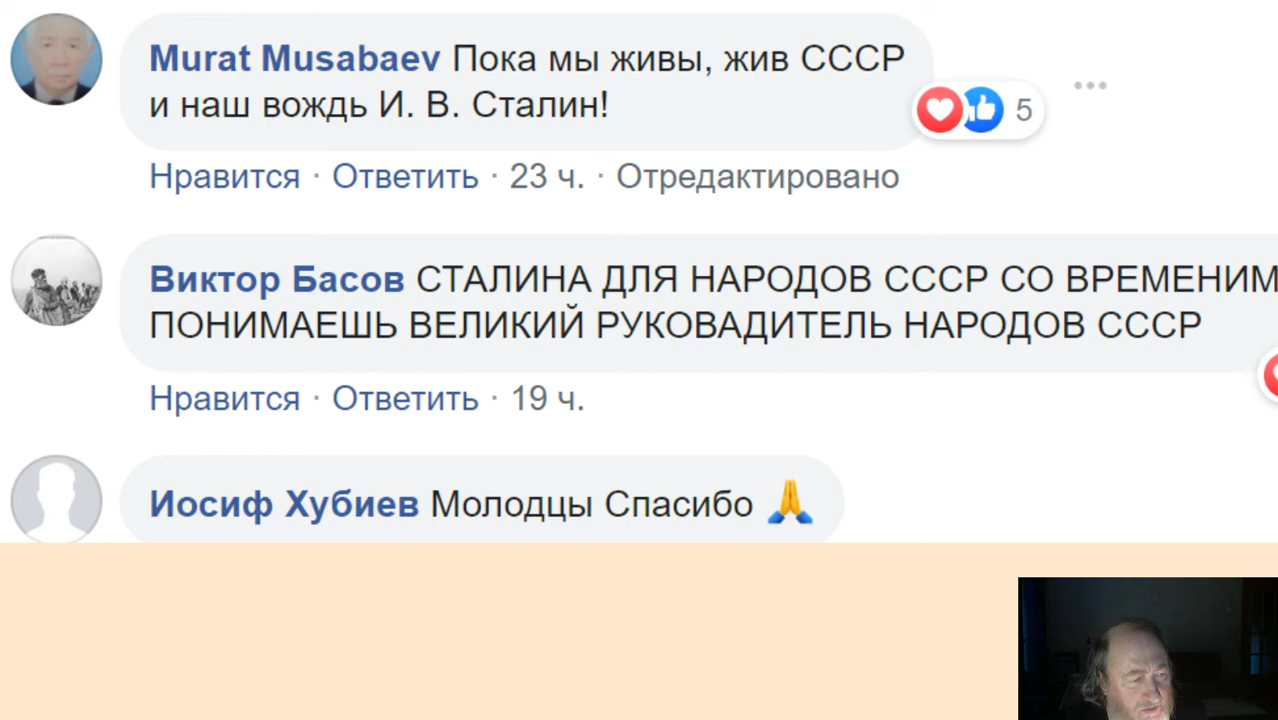 Murat Musabaev Пока мы живы, жив СССР
и наш вождь И. В. Сталин!
5
Нравится · Ответить · 23 ч. · Отредактировано
Виктор Басов СТАЛИНА ДЛЯ НАРОДОВ СССР СО ВРЕМЕНИМ
ПОНИМАЕШЬ ВЕЛИКИЙ РУКОВАДИТЕЛЬ НАРОДОВ СССР
Нравится · Ответить · 19 ч.
Иосиф Хубиев Молодцы Спасибо 🙏